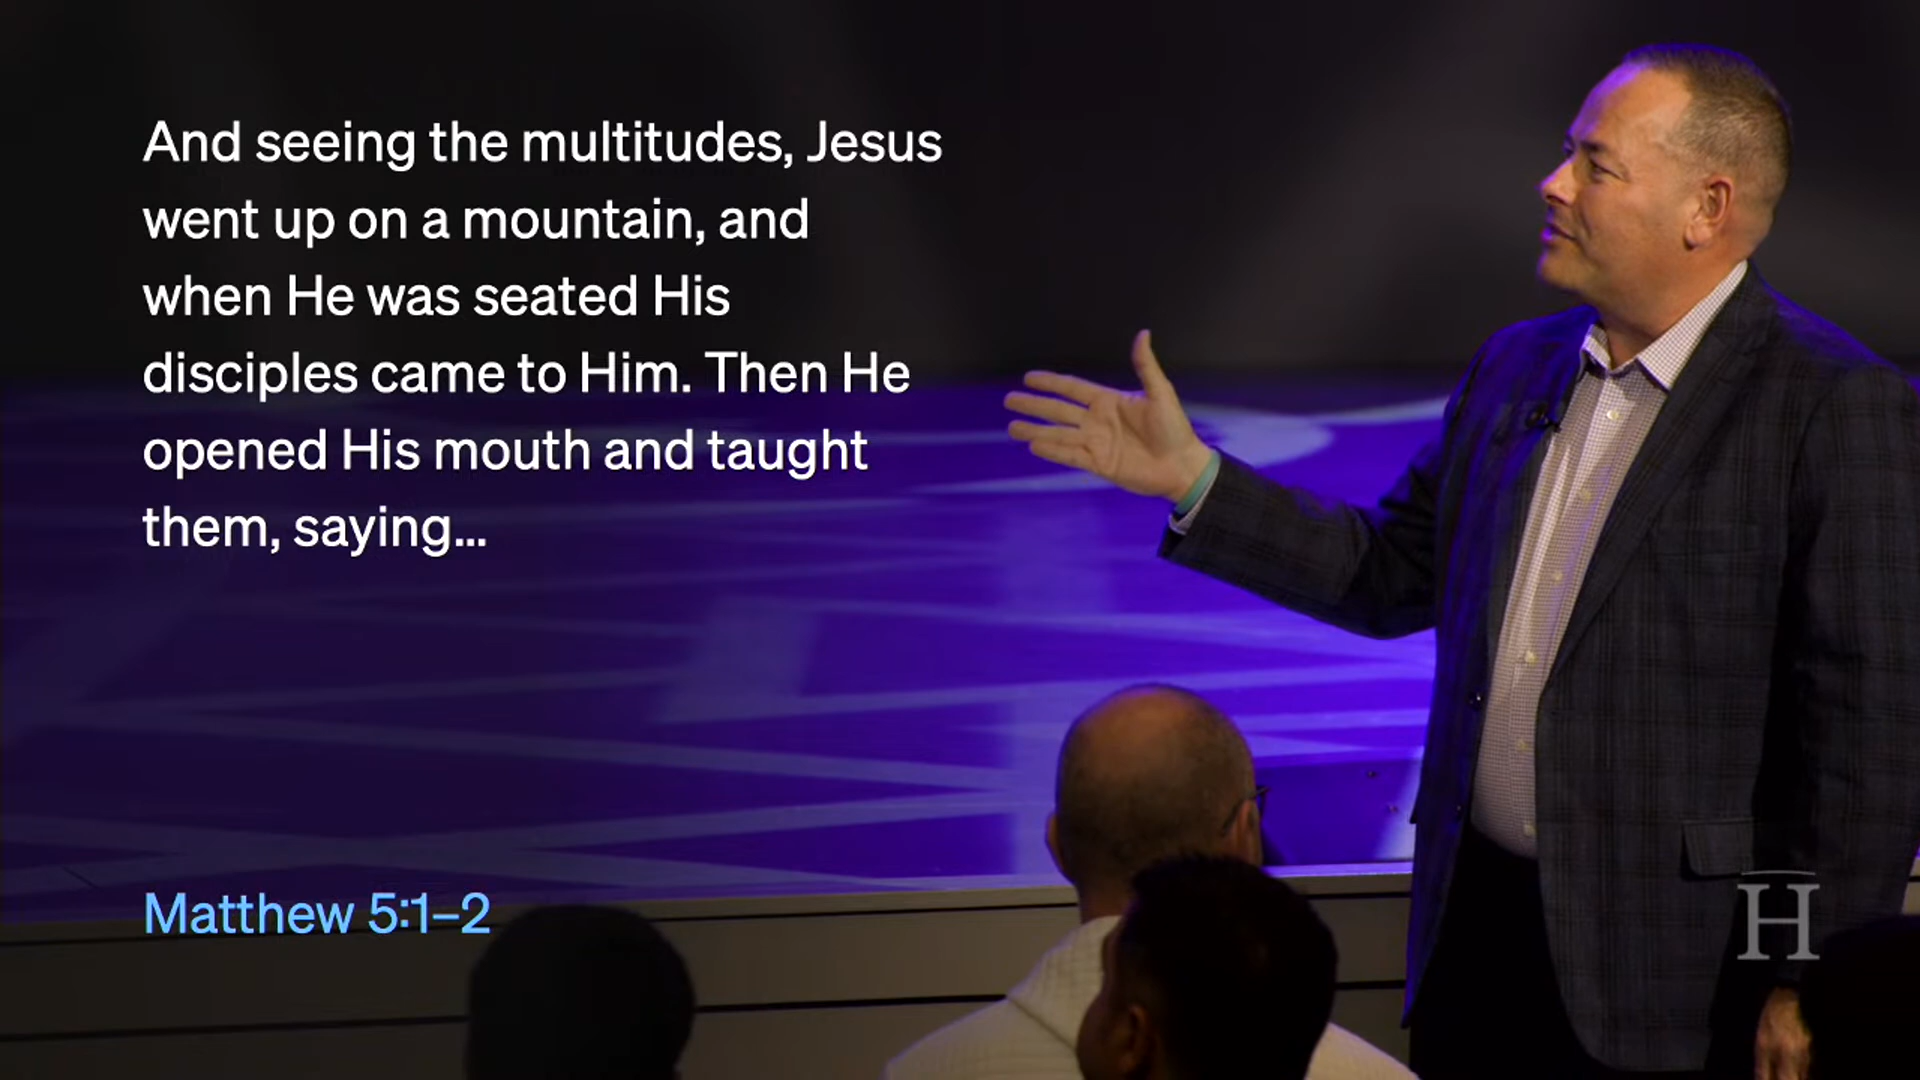 And seeing the multitudes, Jesus
went up on a mountain, and
when He was seated His
disciples came to Him. Then He
opened His mouth and taught
them, saying...
Matthew 5:1–2
H